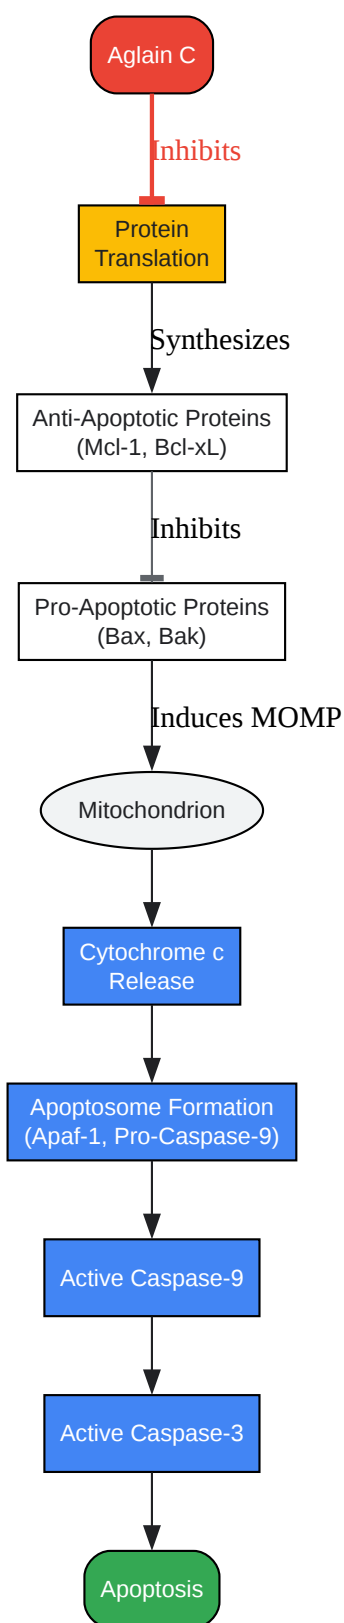 Aglain C
Inhibits
Protein
Translation
Synthesizes
Anti-Apoptotic Proteins
(Mcl-1, Bcl-xL)
Inhibits
Pro-Apoptotic Proteins
(Bax, Bak)
Induces MOMP
Mitochondrion
Cytochrome c
Release
Apoptosome Formation
(Apaf-1, Pro-Caspase-9)
Active Caspase-9
Active Caspase-3
Apoptosis